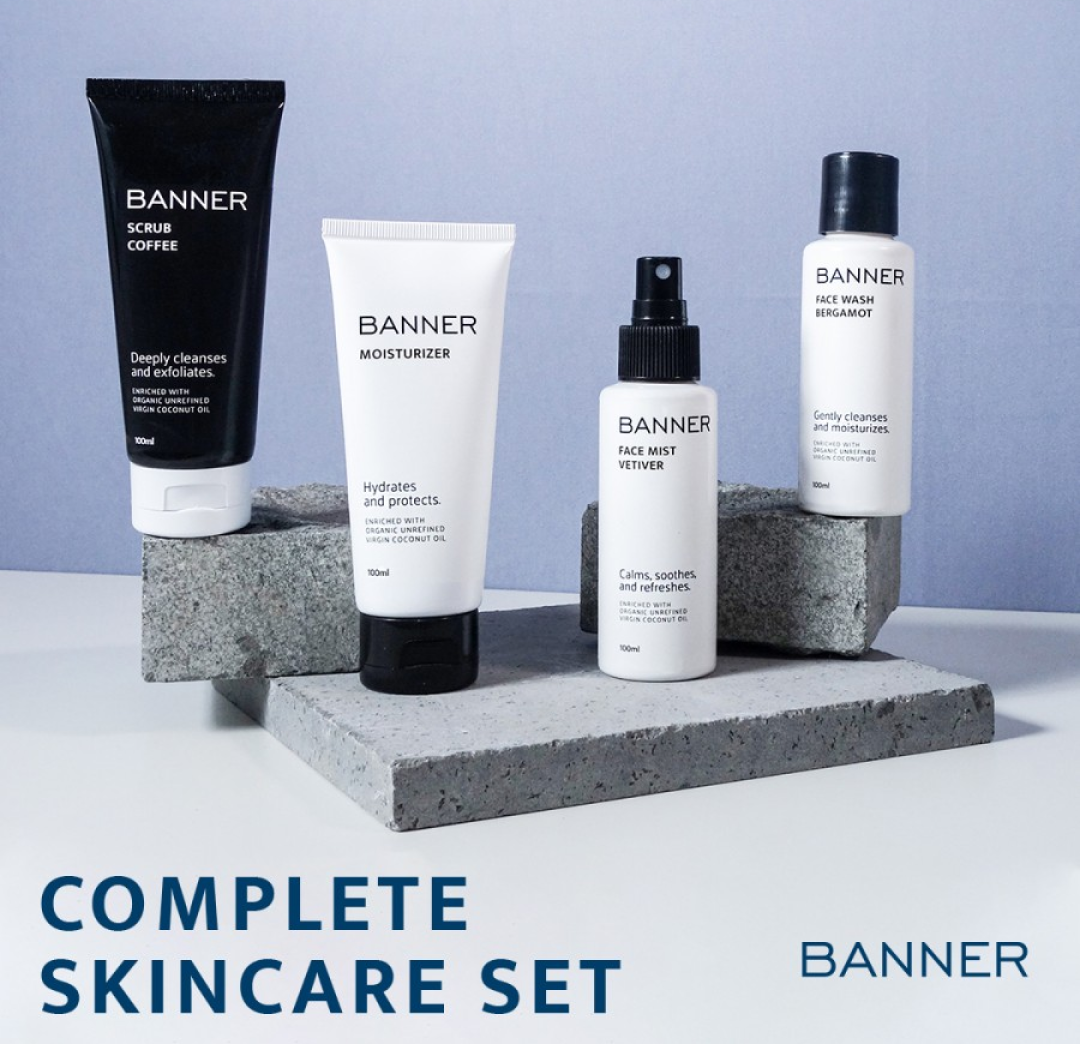 BANNER
SCRUB
COFFEE
Deeply cleanses
and exfoliates.
ENRICHED WITH
ORGANIC UNREFINED
VIRGIN COCONUT OIL
100ml
BANNER
MOISTURIZER
Hydrates
and protects.
ENRICHED WITH
ORGANIC UNREFINED
VIRGIN COCONUT OIL
100ml
BANNER
FACE MIST
VETIVER
Calms, soothes,
and refreshes.
ENRICHED WITH
ORGANIC UNREFINED
VIRGIN COCONUT OIL
100ml
BANNER
FACE WASH
BERGAMOT
Gently cleanses
and moisturizes.
ENRICHED WITH
ORGANIC UNREFINED
VIRGIN COCONUT OIL
100ml
COMPLETE
SKINCARE SET
BANNER